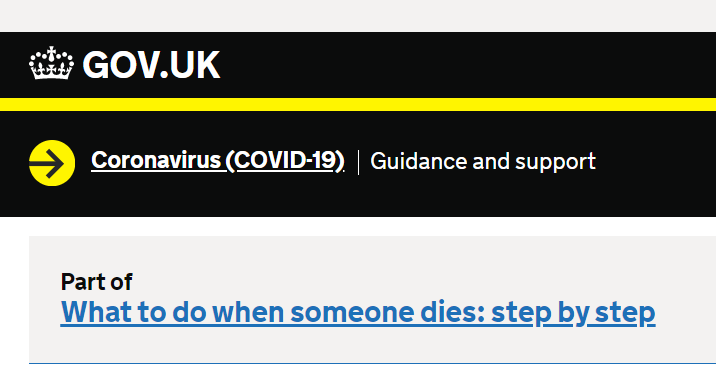 GOV.UK
Coronavirus (COVID-19) | Guidance and support
Part of
What to do when someone dies: step by step